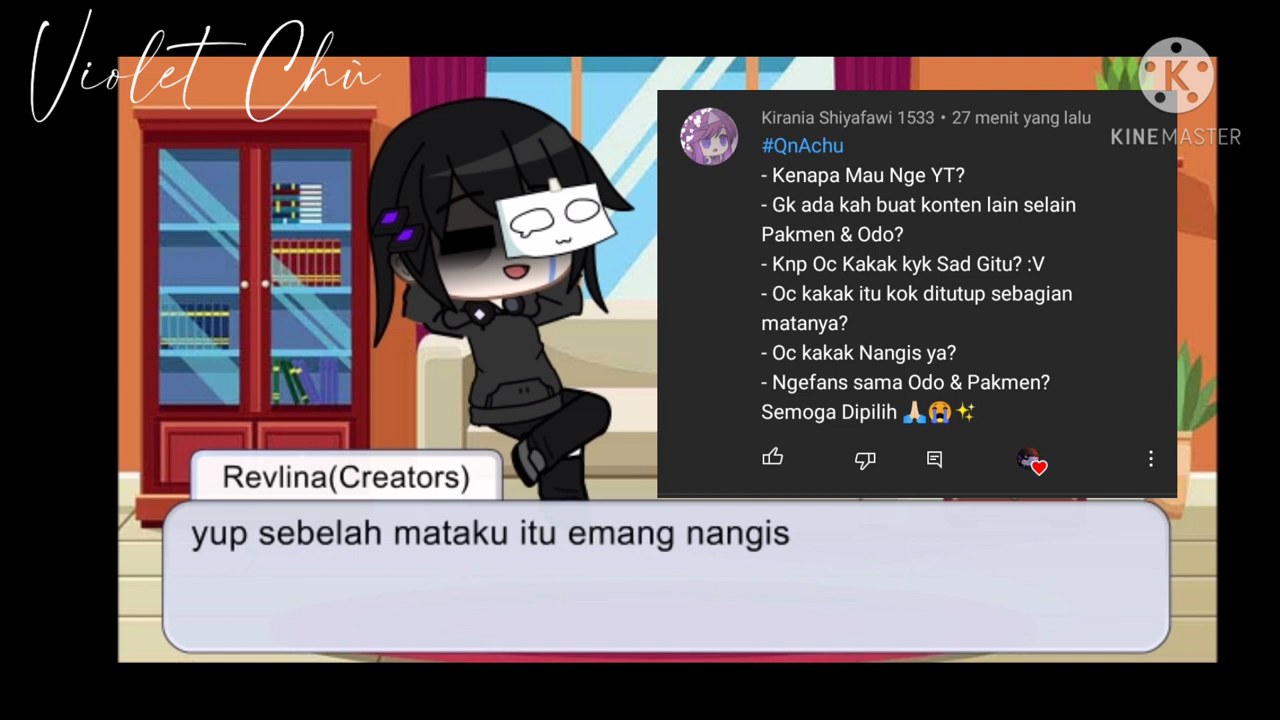 Violet Chù
KINEMASTER
Kirania Shiyafawi 1533 • 27 menit yang lalu
#QnAchu
- Kenapa Mau Nge YT?
- Gk ada kah buat konten lain selain
Pakmen & Odo?
- Knp Oc Kakak kyk Sad Gitu? :V
- Oc kakak itu kok ditutup sebagian
matanya?
- Oc kakak Nangis ya?
- Ngefans sama Odo & Pakmen?
Semoga Dipilih 🙏🏻😭✨
Revlina(Creators)
yup sebelah mataku itu emang nangis